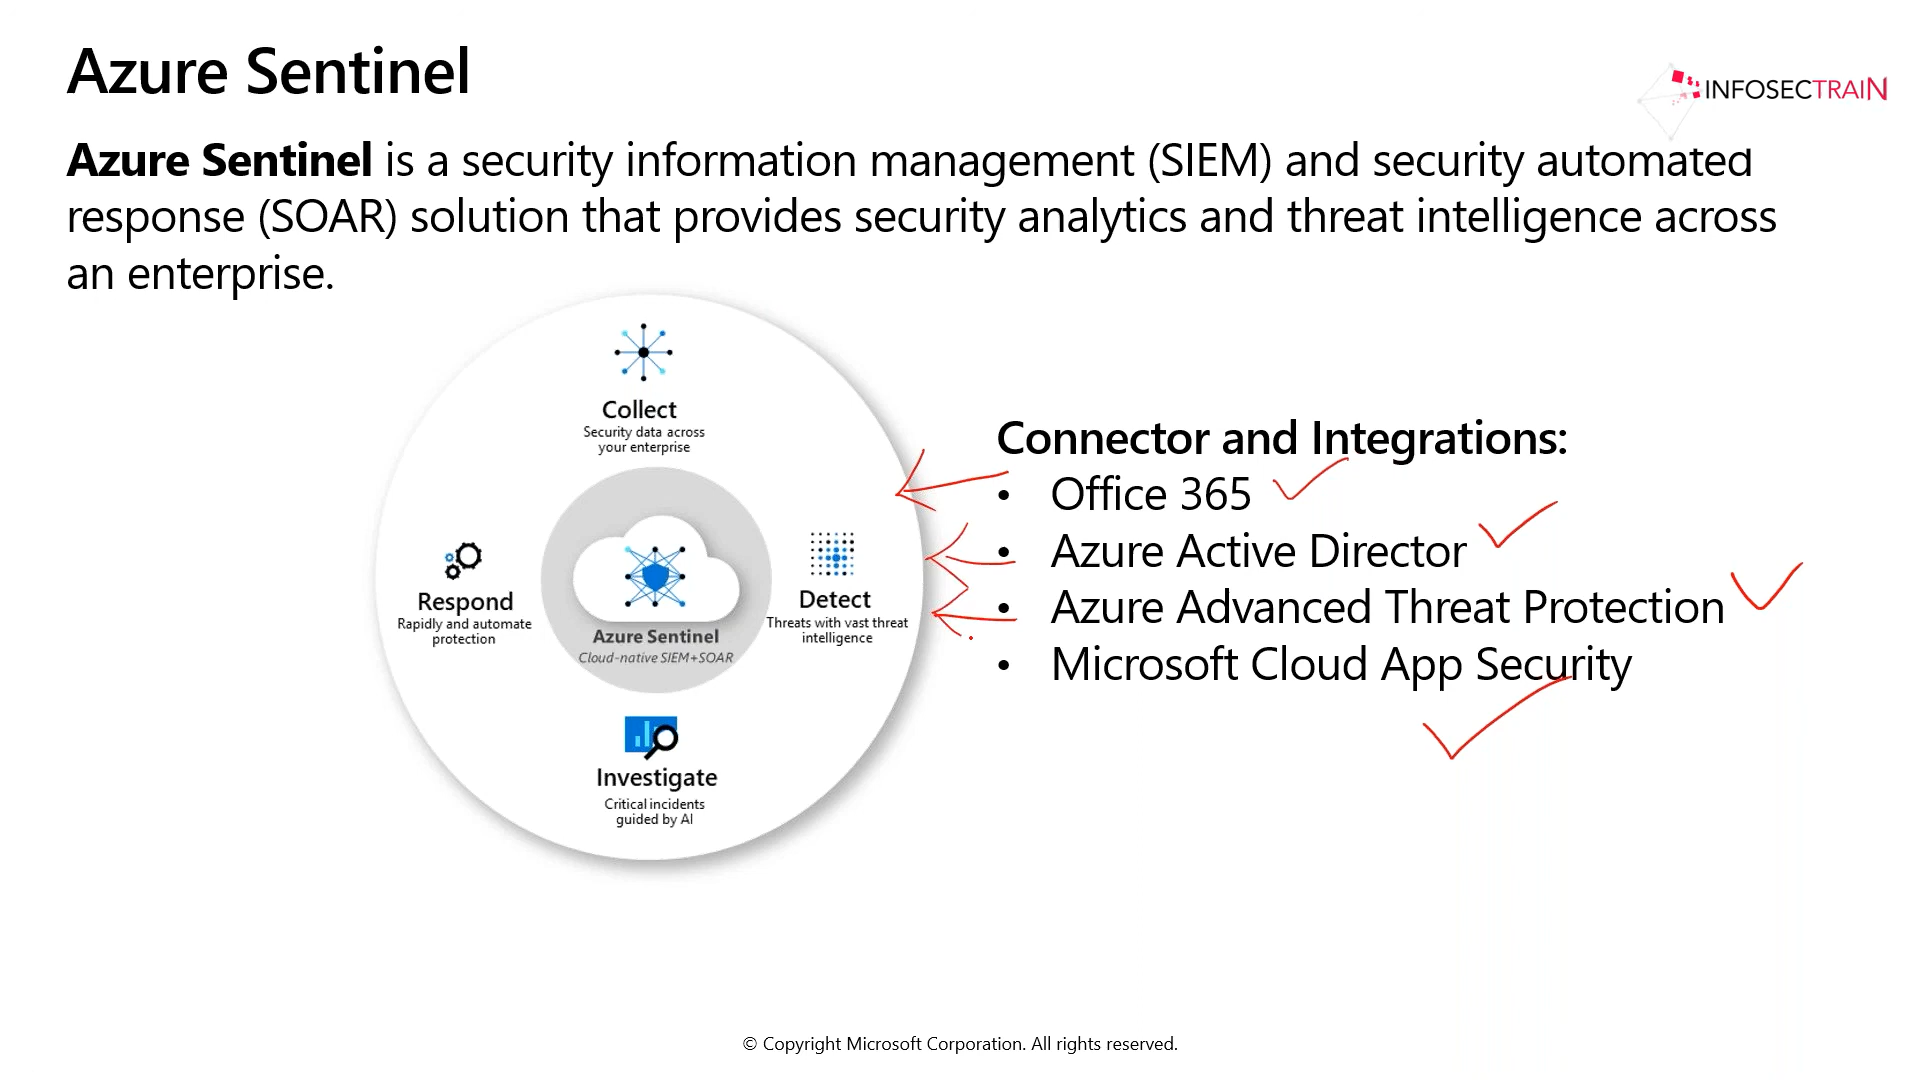 Azure Sentinel
INFOSECTRAIN
Azure Sentinel is a security information management (SIEM) and security automated
response (SOAR) solution that provides security analytics and threat intelligence across
an enterprise.
Collect
Security data across
your enterprise
Respond
Rapidly and automate
protection
Azure Sentinel
Cloud-native SIEM+SOAR
Detect
Threats with vast threat
intelligence
Investigate
Critical incidents
guided by AI
Connector and Integrations:
• Office 365
• Azure Active Director
• Azure Advanced Threat Protection
• Microsoft Cloud App Security
© Copyright Microsoft Corporation. All rights reserved.